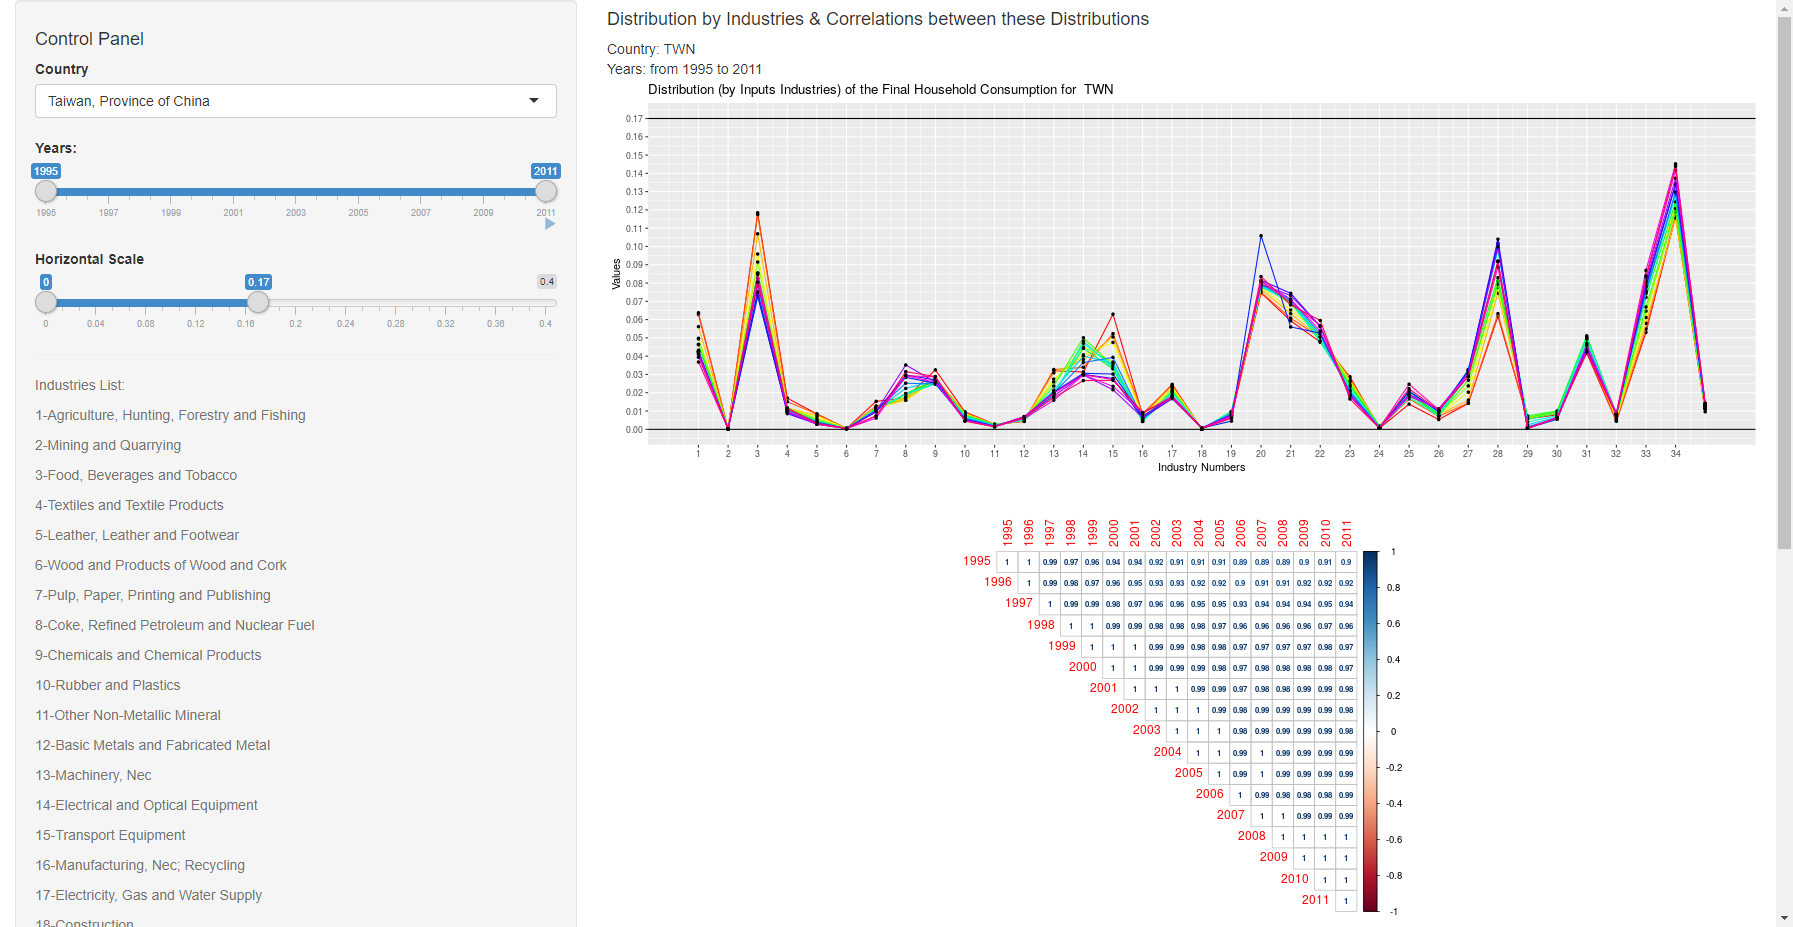 Control Panel
Country
Taiwan, Province of China
Years:
1995 2011
1995 1997 1999 2001 2003 2005 2007 2009 2011
Horizontal Scale
0 0.17 0.4
0 0.04 0.08 0.12 0.16 0.2 0.24 0.28 0.32 0.36 0.4
Industries List:
1-Agriculture, Hunting, Forestry and Fishing
2-Mining and Quarrying
3-Food, Beverages and Tobacco
4-Textiles and Textile Products
5-Leather, Leather and Footwear
6-Wood and Products of Wood and Cork
7-Pulp, Paper, Printing and Publishing
8-Coke, Refined Petroleum and Nuclear Fuel
9-Chemicals and Chemical Products
10-Rubber and Plastics
11-Other Non-Metallic Mineral
12-Basic Metals and Fabricated Metal
13-Machinery, Nec
14-Electrical and Optical Equipment
15-Transport Equipment
16-Manufacturing, Nec; Recycling
17-Electricity, Gas and Water Supply
18-Construction
Distribution by Industries & Correlations between these Distributions
Country: TWN
Years: from 1995 to 2011
Distribution (by Inputs Industries) of the Final Household Consumption for TWN
Values
0.17
0.16
0.15
0.14
0.13
0.12
0.11
0.10
0.09
0.08
0.07
0.06
0.05
0.04
0.03
0.02
0.01
0.00
1 2 3 4 5 6 7 8 9 10 11 12 13 14 15 16 17 18 19 20 21 22 23 24 25 26 27 28 29 30 31 32 33 34
Industry Numbers
1995 1996 1997 1998 1999 2000 2001 2002 2003 2004 2005 2006 2007 2008 2009 2010 2011
1995 1 1 0.99 0.97 0.96 0.94 0.94 0.92 0.91 0.91 0.91 0.89 0.89 0.89 0.9 0.91 0.9
1996 1 0.99 0.98 0.97 0.96 0.95 0.93 0.93 0.92 0.92 0.9 0.91 0.91 0.92 0.92 0.92
1997 1 0.99 0.99 0.98 0.97 0.96 0.96 0.95 0.95 0.93 0.94 0.94 0.94 0.95 0.94
1998 1 1 0.99 0.99 0.98 0.98 0.98 0.97 0.96 0.96 0.96 0.96 0.97 0.96
1999 1 1 1 0.99 0.99 0.98 0.98 0.97 0.97 0.97 0.97 0.98 0.97
2000 1 1 0.99 0.99 0.99 0.98 0.97 0.98 0.98 0.98 0.98 0.97
2001 1 1 1 0.99 0.99 0.97 0.98 0.98 0.99 0.99 0.98
2002 1 1 1 0.99 0.98 0.99 0.99 0.99 0.99 0.98
2003 1 1 1 0.98 0.99 0.99 0.99 0.99 0.98
2004 1 1 0.99 1 0.99 0.99 0.99 0.99
2005 1 0.99 1 0.99 0.99 0.99 0.99
2006 1 0.99 0.98 0.98 0.98 0.99
2007 1 1 0.99 0.99 0.99
2008 1 1 1 1
2009 1 1 1
2010 1 1
2011 1
1
0.8
0.6
0.4
0.2
0
-0.2
-0.4
-0.6
-0.8
-1